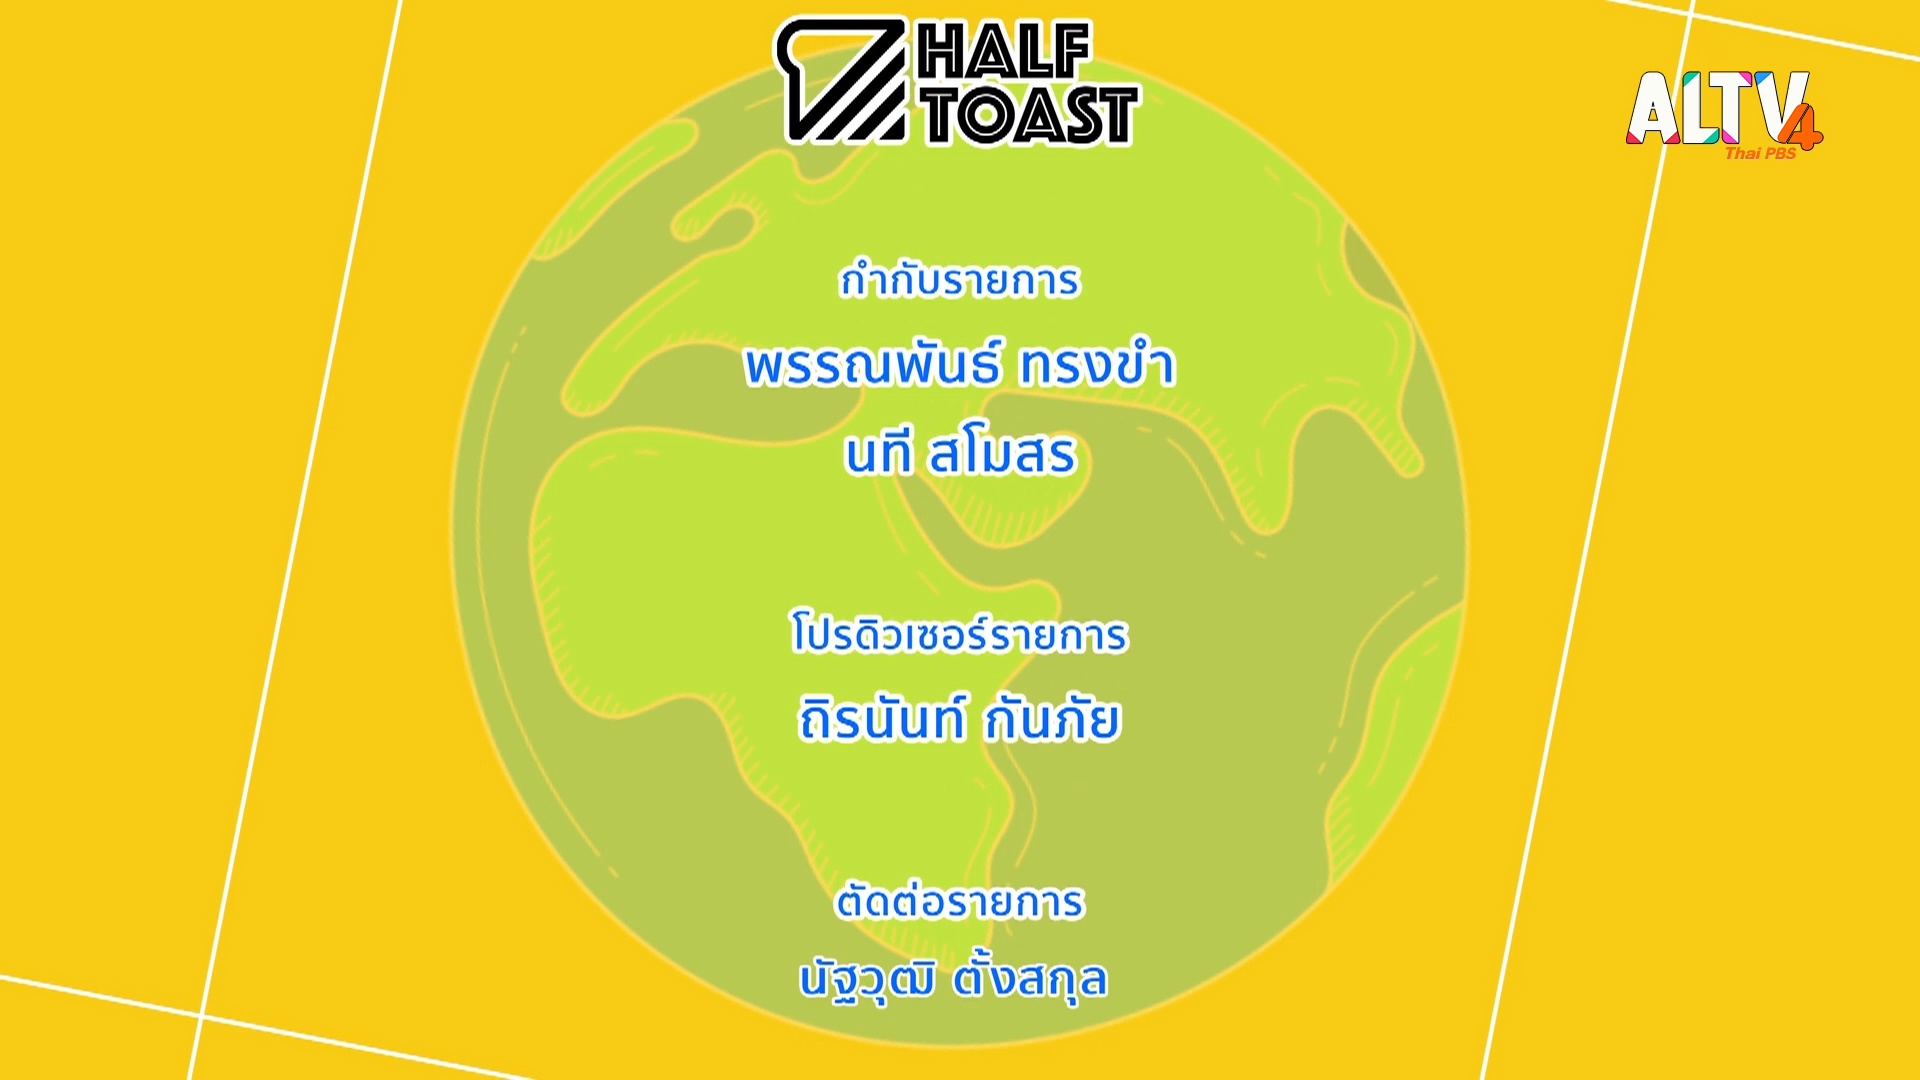 HALF
TOAST
ALTV4
Thai PBS
กำกับรายการ
พรรณพันธ์ ทรงขำ
นที สโมสร
โปรดิวเซอร์รายการ
ถิรนันท์ กันภัย
ตัดต่อรายการ
นัฐวุฒิ ตั้งสกุล